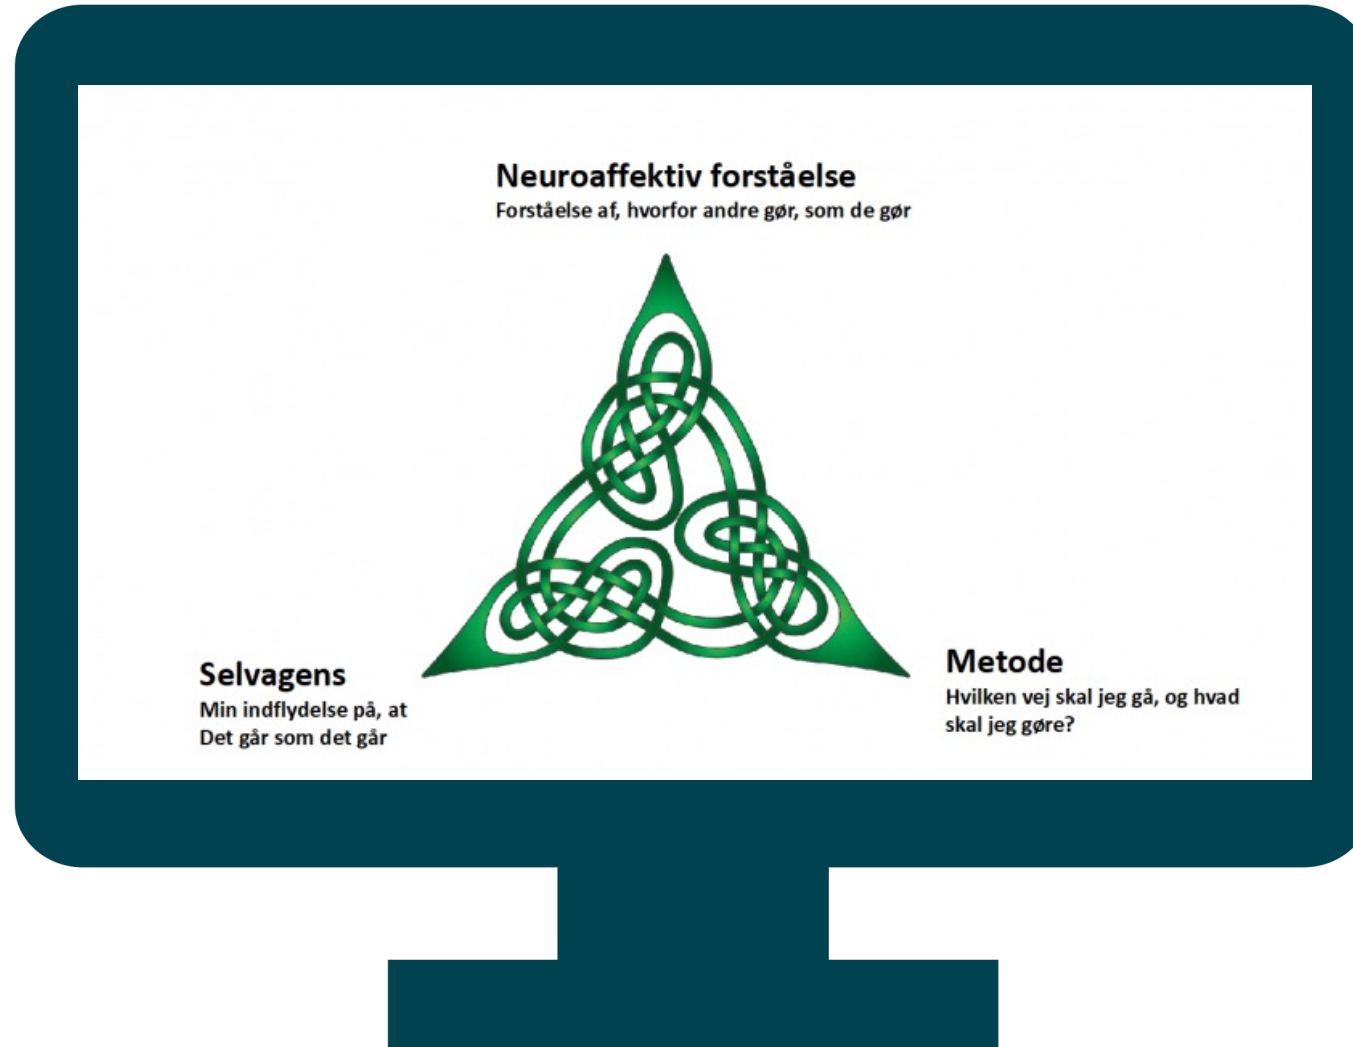 Neuroaffektiv forståelse
Forståelse af, hvorfor andre gør, som de gør
Selvagens
Min indflydelse på, at
Det går som det går
Metode
Hvilken vej skal jeg gå, og hvad
skal jeg gøre?